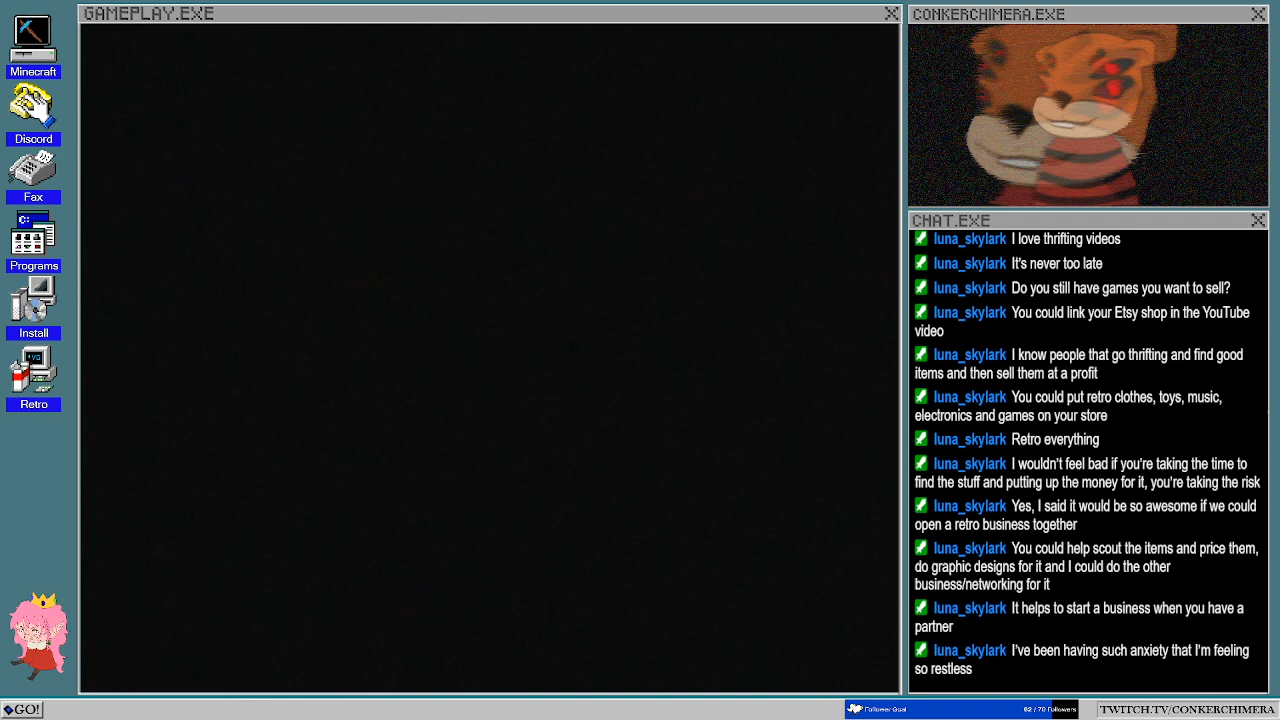 GAMEPLAY.EXE
CONKERCHIMERA.EXE
Minecraft
Discord
Fax
C:\
Programs
Install
Retro
CHAT.EXE
luna_skylark I love thrifting videos
luna_skylark It's never too late
luna_skylark Do you still have games you want to sell?
luna_skylark You could link your Etsy shop in the YouTube
video
luna_skylark I know people that go thrifting and find good
items and then sell them at a profit
luna_skylark You could put retro clothes, toys, music,
electronics and games on your store
luna_skylark Retro everything
luna_skylark I wouldn't feel bad if you're taking the time to
find the stuff and putting up the money for it, you're taking the risk
luna_skylark Yes, I said it would be so awesome if we could
open a retro business together
luna_skylark You could help scout the items and price them,
do graphic designs for it and I could do the other
business/networking for it
luna_skylark It helps to start a business when you have a
partner
luna_skylark I've been having such anxiety that I'm feeling
so restless
GO!
Follower Goal
62 / 70 Followers
TWITCH.TV/CONKERCHIMERA